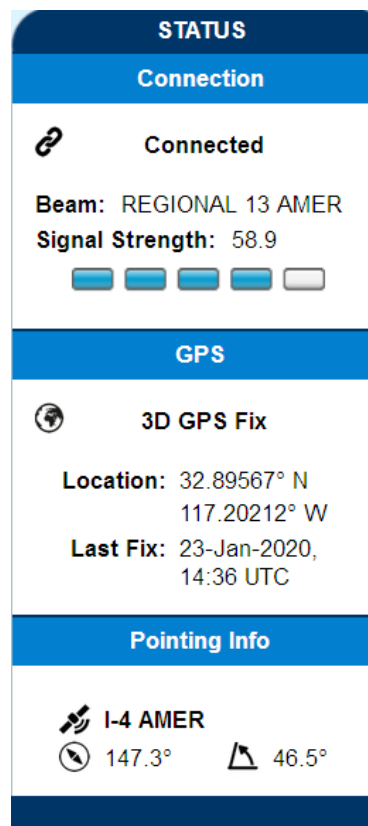 STATUS
Connection
Connected
Beam: REGIONAL 13 AMER
Signal Strength: 58.9
GPS
3D GPS Fix
Location: 32.89567° N
117.20212° W
Last Fix: 23-Jan-2020,
14:36 UTC
Pointing Info
I-4 AMER
147.3° 46.5°